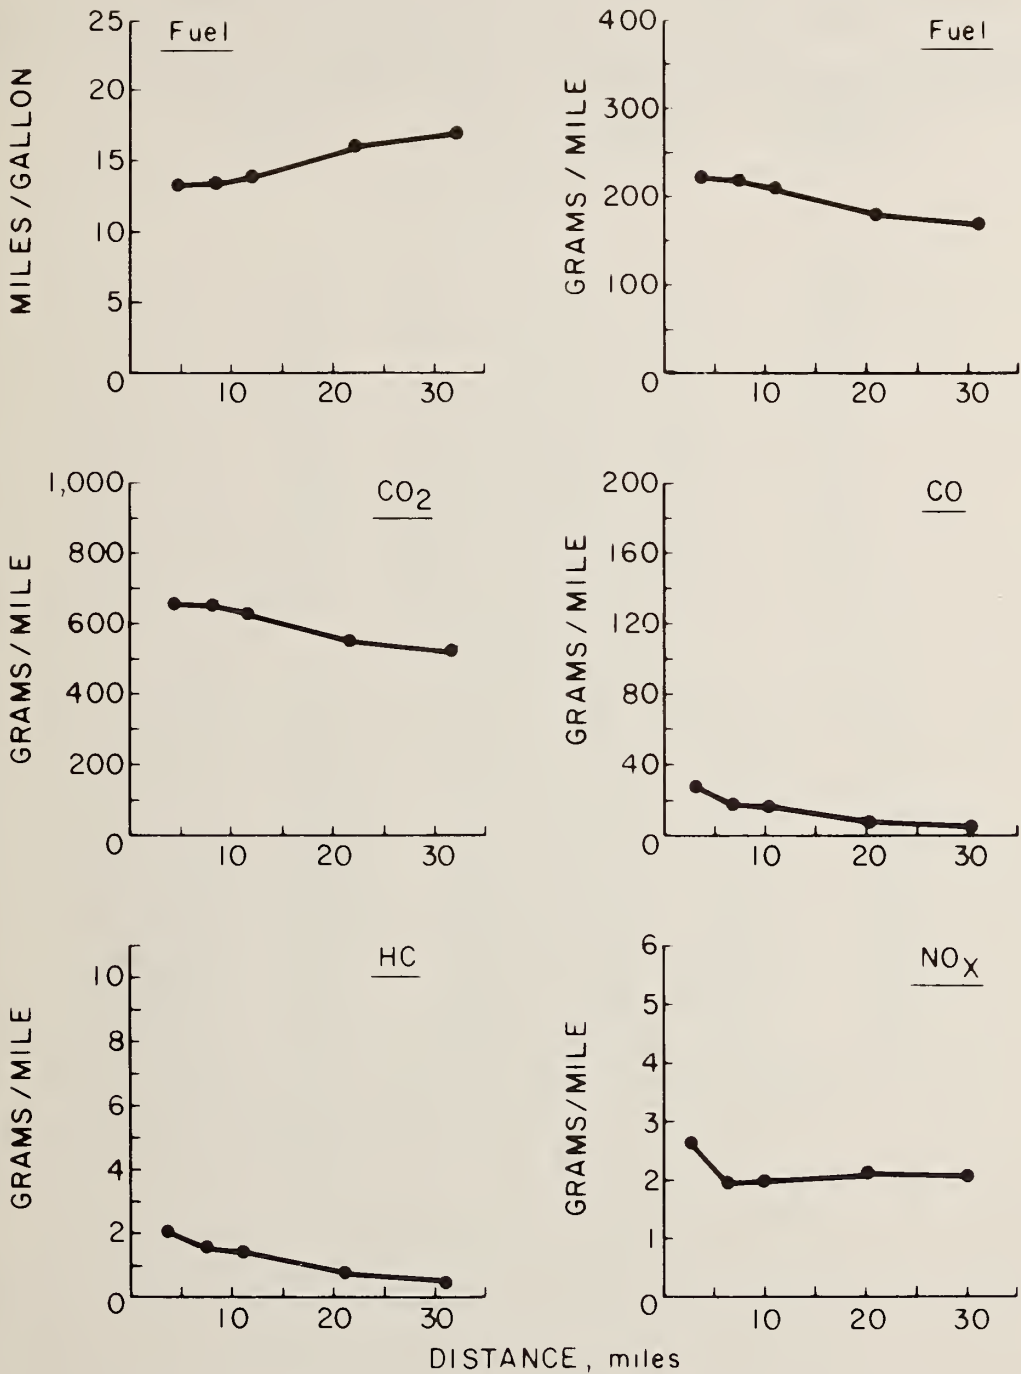 Fuel
MILES/GALLON
25
20
15
10
5
0
10 20 30
Fuel
GRAMS / MILE
400
300
200
100
0
10 20 30
CO2
GRAMS/MILE
1,000
800
600
400
200
0
10 20 30
CO
GRAMS/MILE
200
160
120
80
40
0
10 20 30
HC
GRAMS/MILE
10
8
6
4
2
0
10 20 30
NOX
GRAMS/MILE
6
5
4
3
2
1
0
10 20 30
DISTANCE, miles